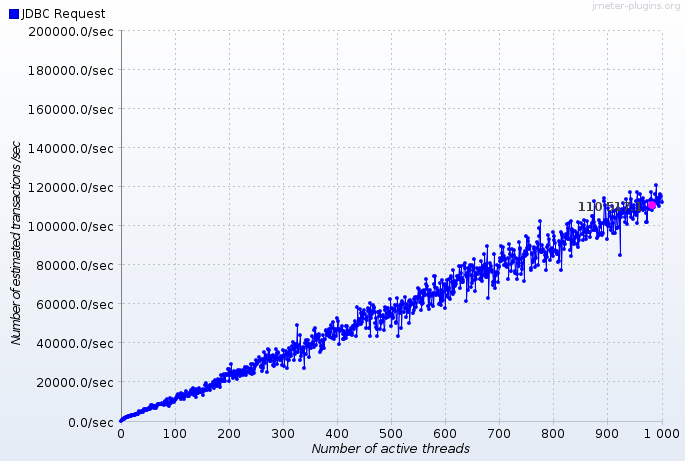 jmeter-plugins.org
JDBC Request
200000.0/sec
180000.0/sec
160000.0/sec
140000.0/sec
120000.0/sec
100000.0/sec
80000.0/sec
60000.0/sec
40000.0/sec
20000.0/sec
0.0/sec
Number of estimated transactions /sec
0 100 200 300 400 500 600 700 800 900 1 000
Number of active threads